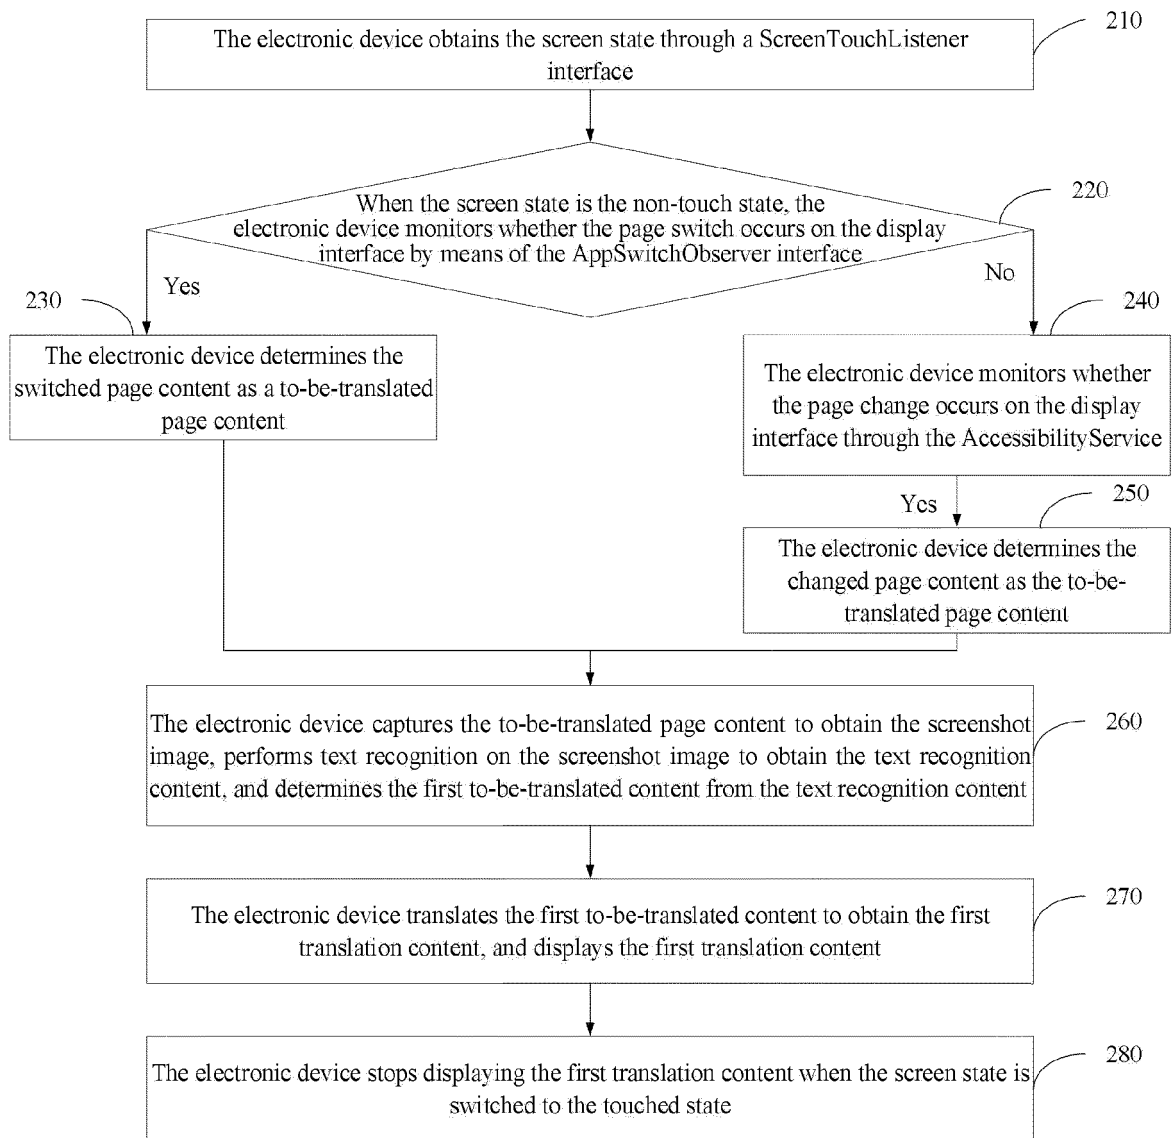 210
The electronic device obtains the screen state through a ScreenTouchListener
interface
220
When the screen state is the non-touch state, the
electronic device monitors whether the page switch occurs on the display
interface by means of the AppSwitchObserver interface
Yes
No
230
The electronic device determines the
switched page content as a to-be-translated
page content
240
The electronic device monitors whether
the page change occurs on the display
interface through the AccessibilityService
Yes
250
The electronic device determines the
changed page content as the to-be-
translated page content
260
The electronic device captures the to-be-translated page content to obtain the screenshot
image, performs text recognition on the screenshot image to obtain the text recognition
content, and determines the first to-be-translated content from the text recognition content
270
The electronic device translates the first to-be-translated content to obtain the first
translation content, and displays the first translation content
280
The electronic device stops displaying the first translation content when the screen state is
switched to the touched state